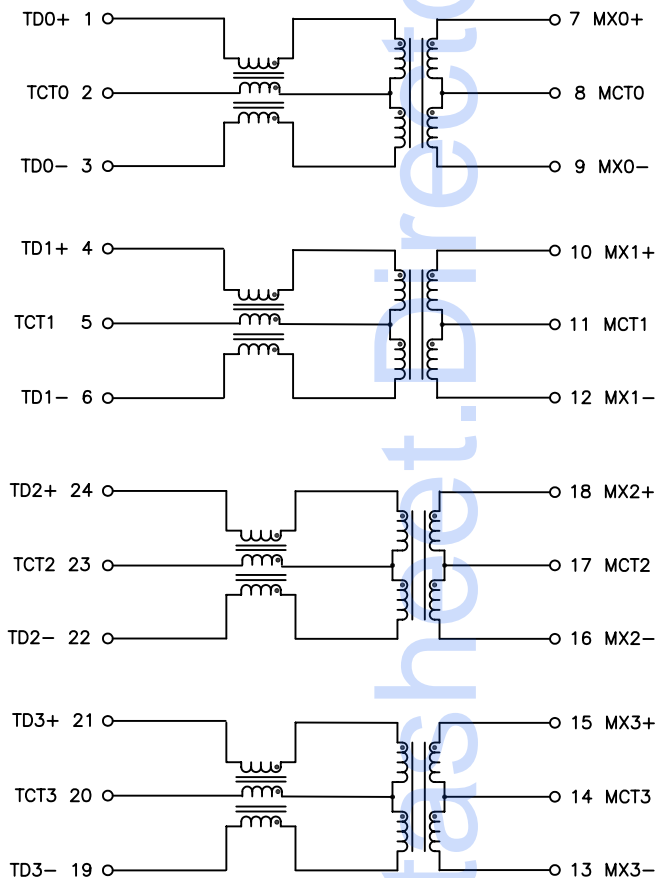 TD0+ 1
7 MX0+
TCT0 2
8 MCT0
TD0- 3
9 MX0-
TD1+ 4
10 MX1+
TCT1 5
11 MCT1
TD1- 6
12 MX1-
TD2+ 24
18 MX2+
TCT2 23
17 MCT2
TD2- 22
16 MX2-
TD3+ 21
15 MX3+
TCT3 20
14 MCT3
TD3- 19
13 MX3-
tasheet.Directo